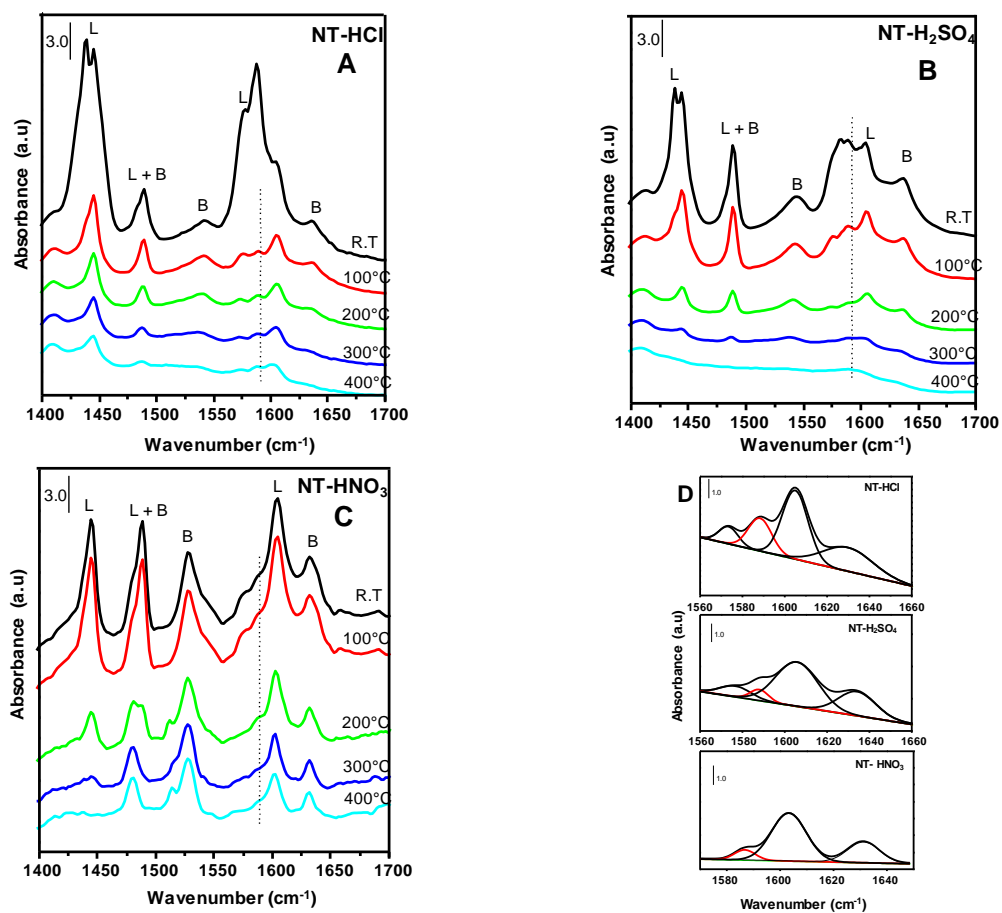 3.0
L
NT-HCl
A
L + B
B
L
B
R.T
100°C
200°C
300°C
400°C
1400 1450 1500 1550 1600 1650 1700
Wavenumber (cm-1)
Absorbance (a.u)
3.0
L
NT-H2SO4
B
L + B
B
L
B
R.T
100°C
200°C
300°C
400°C
1400 1450 1500 1550 1600 1650 1700
Wavenumber (cm-1)
Absorbance (a.u)
3.0
L
L + B
NT-HNO3
C
B
L
B
R.T
100°C
200°C
300°C
400°C
1400 1450 1500 1550 1600 1650 1700
Wavenumber (cm-1)
Absorbance (a.u)
D
1.0
NT-HCl
1560 1580 1600 1620 1640 1660
1.0
NT-H2SO4
1560 1580 1600 1620 1640 1660
1.0
NT- HNO3
1580 1600 1620 1640
Wavenumber (cm-1)
Absorbance (a.u)